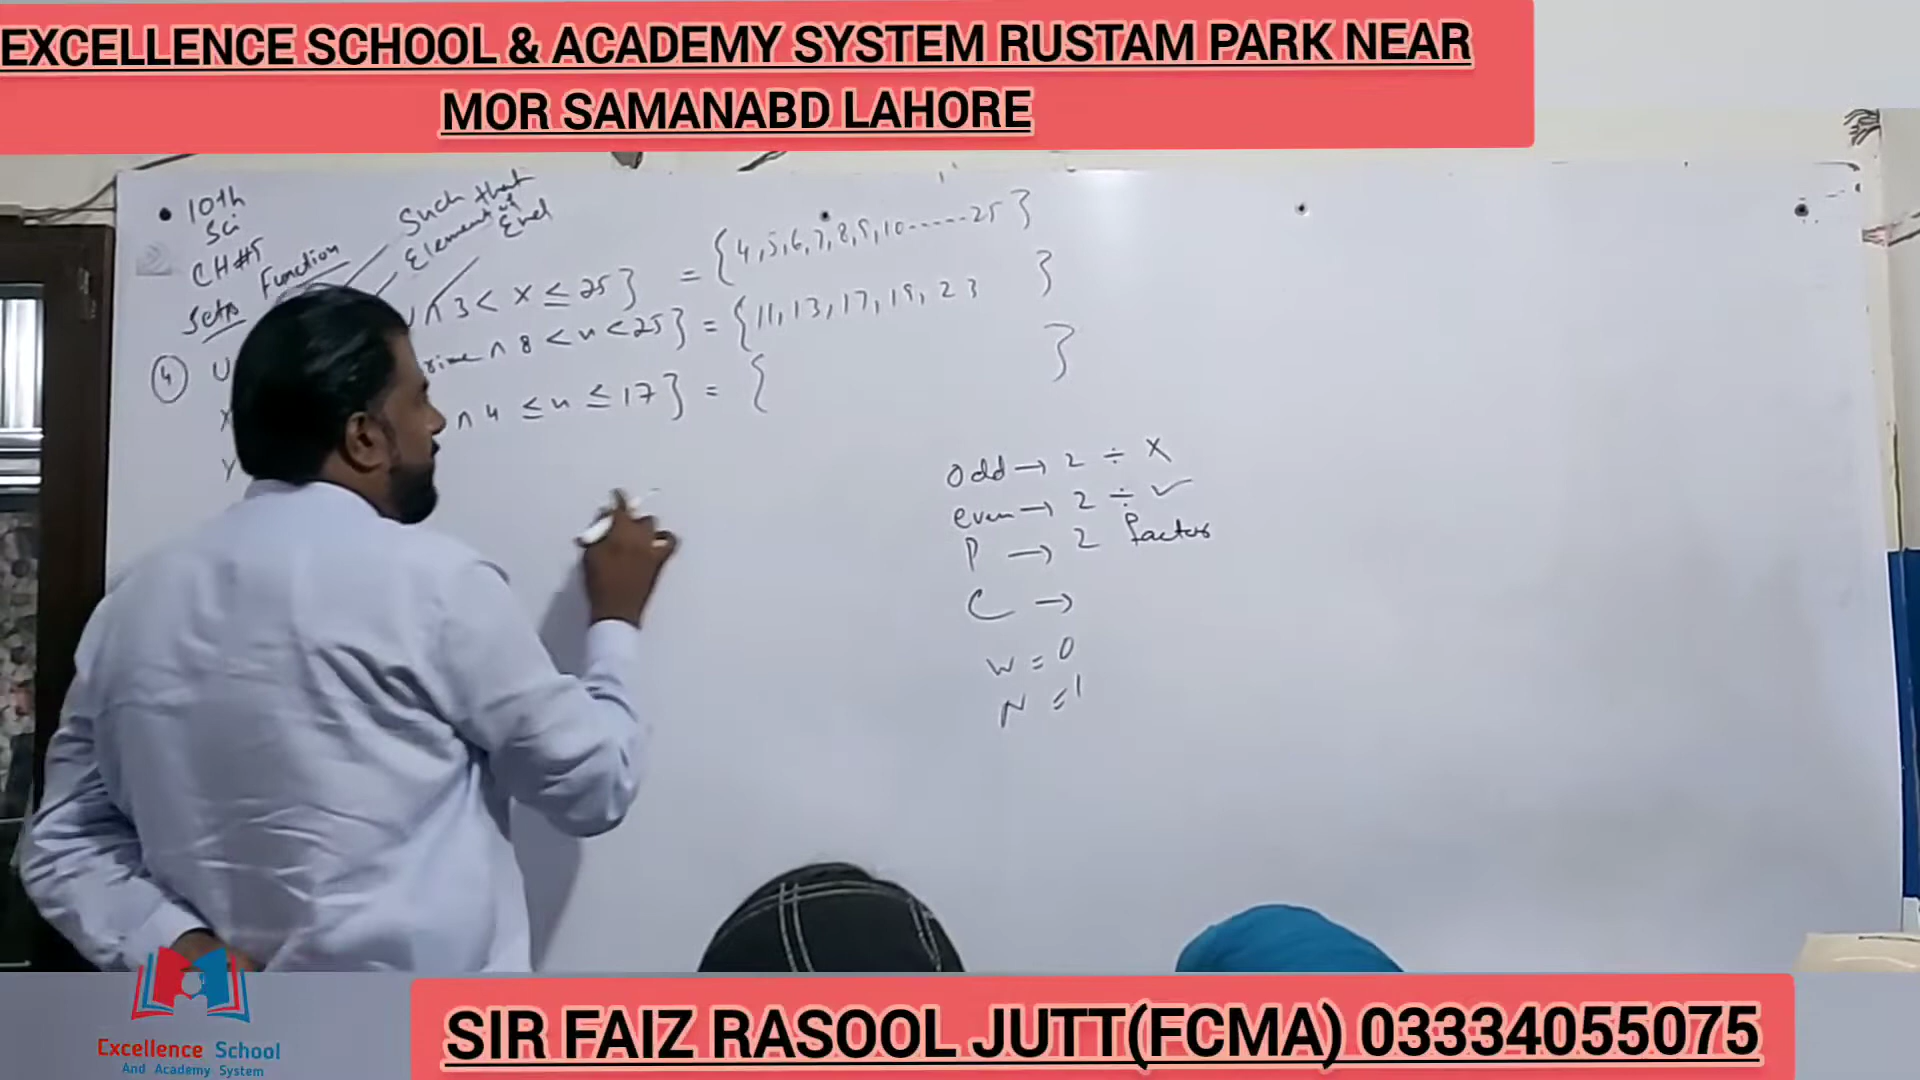 EXCELLENCE SCHOOL & ACADEMY SYSTEM RUSTAM PARK NEAR
MOR SAMANABD LAHORE
10th
Sci
CH#5
Sets Function
Such that
Element of
End
④ U ∧ 3 < x ≤ 25} = {4,5,6,7,8,9,10......25}
X rime ∧ 8 < n < 25} = {11,13,17,19,23 }
Y ∧ 4 ≤ n ≤ 17} = { }
odd → 2 ÷ X
even → 2 ÷ ✓
P → 2 factors
C →
W = 0
N = 1
Excellence School
And Academy System
SIR FAIZ RASOOL JUTT(FCMA) 03334055075